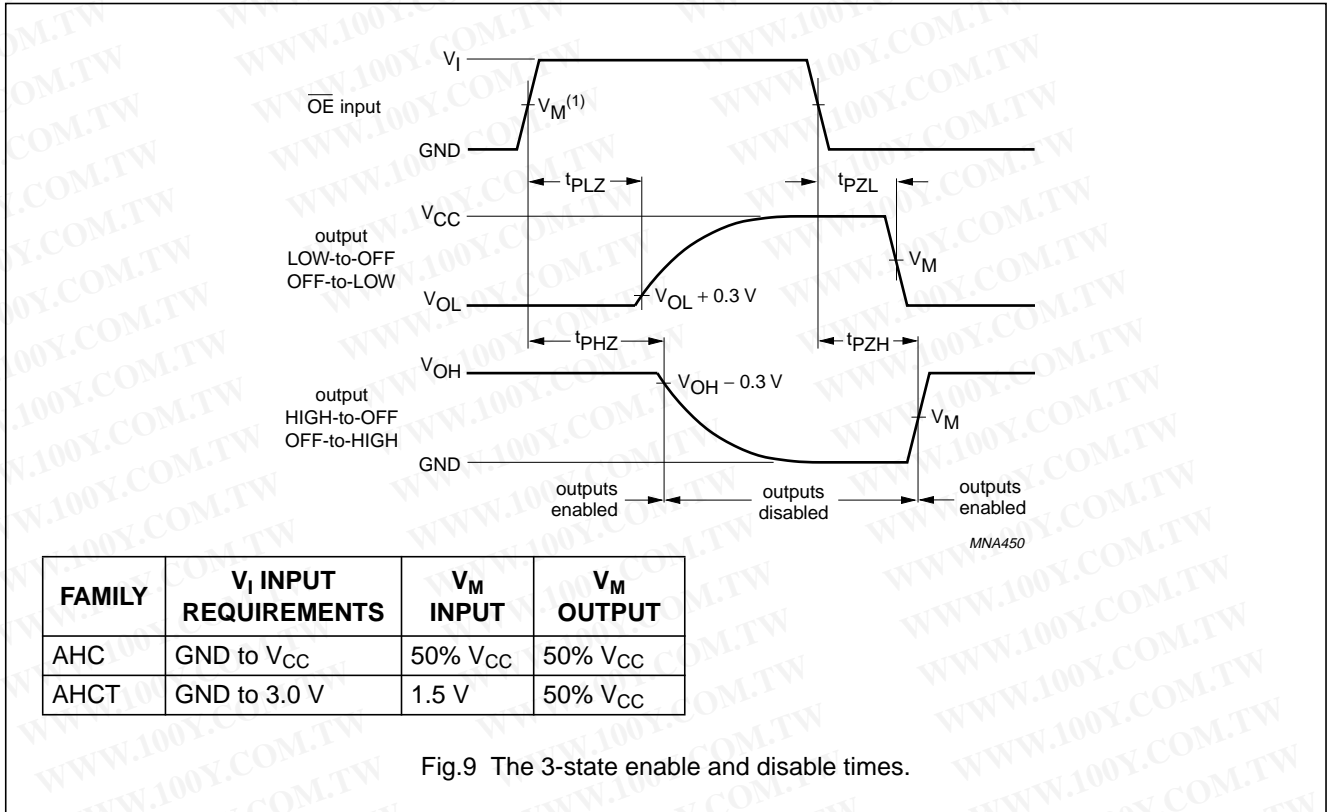 V_I
OE input
V_M(1)
GND
t_PLZ
t_PZL
V_CC
output
LOW-to-OFF
OFF-to-LOW
V_M
V_OL
V_OL + 0.3 V
t_PHZ
t_PZH
V_OH
V_OH − 0.3 V
output
HIGH-to-OFF
OFF-to-HIGH
V_M
GND
outputs
enabled
outputs
disabled
outputs
enabled
MNA450
FAMILY V_I INPUT REQUIREMENTS V_M INPUT V_M OUTPUT
AHC GND to V_CC 50% V_CC 50% V_CC
AHCT GND to 3.0 V 1.5 V 50% V_CC
Fig.9 The 3-state enable and disable times.
WWW.100Y.COM.TW